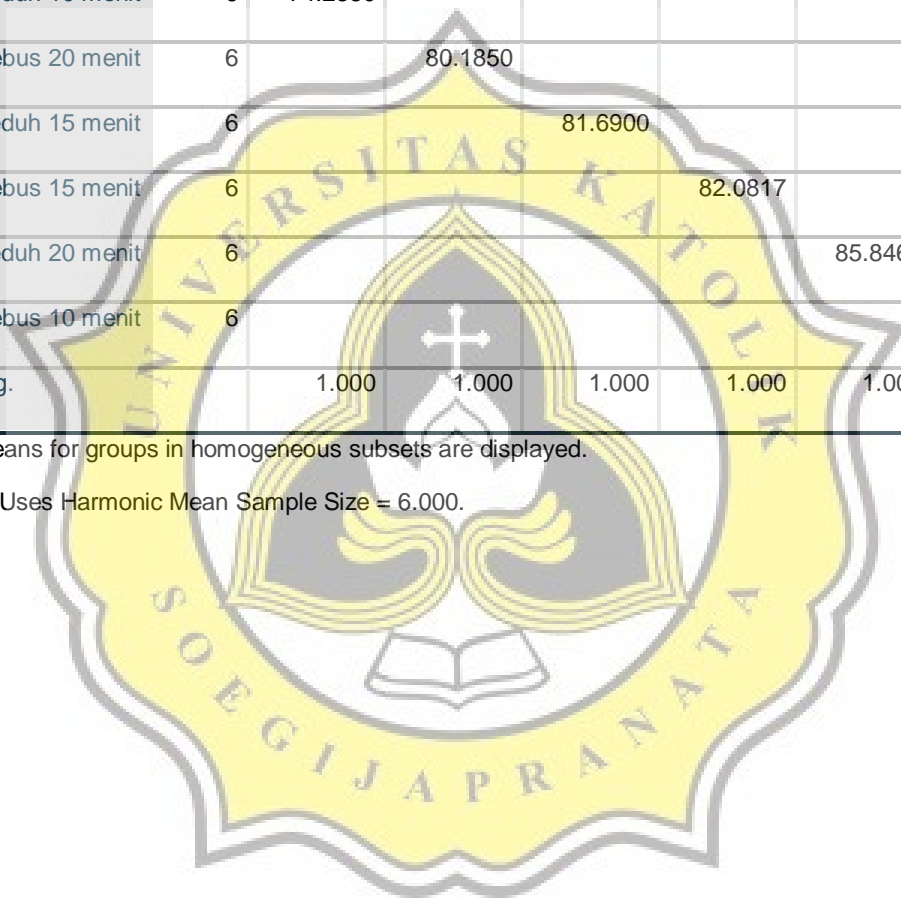 ebus 20 menit 6 80.1850
eduh 15 menit 6 81.6900
ebus 15 menit 6 82.0817
eduh 20 menit 6 85.846
ebus 10 menit 6
g. 1.000 1.000 1.000 1.000 1.00
eans for groups in homogeneous subsets are displayed.
Uses Harmonic Mean Sample Size = 6.000.
UNIVERSITAS KATOLIK
SOEGIJAPRANATA